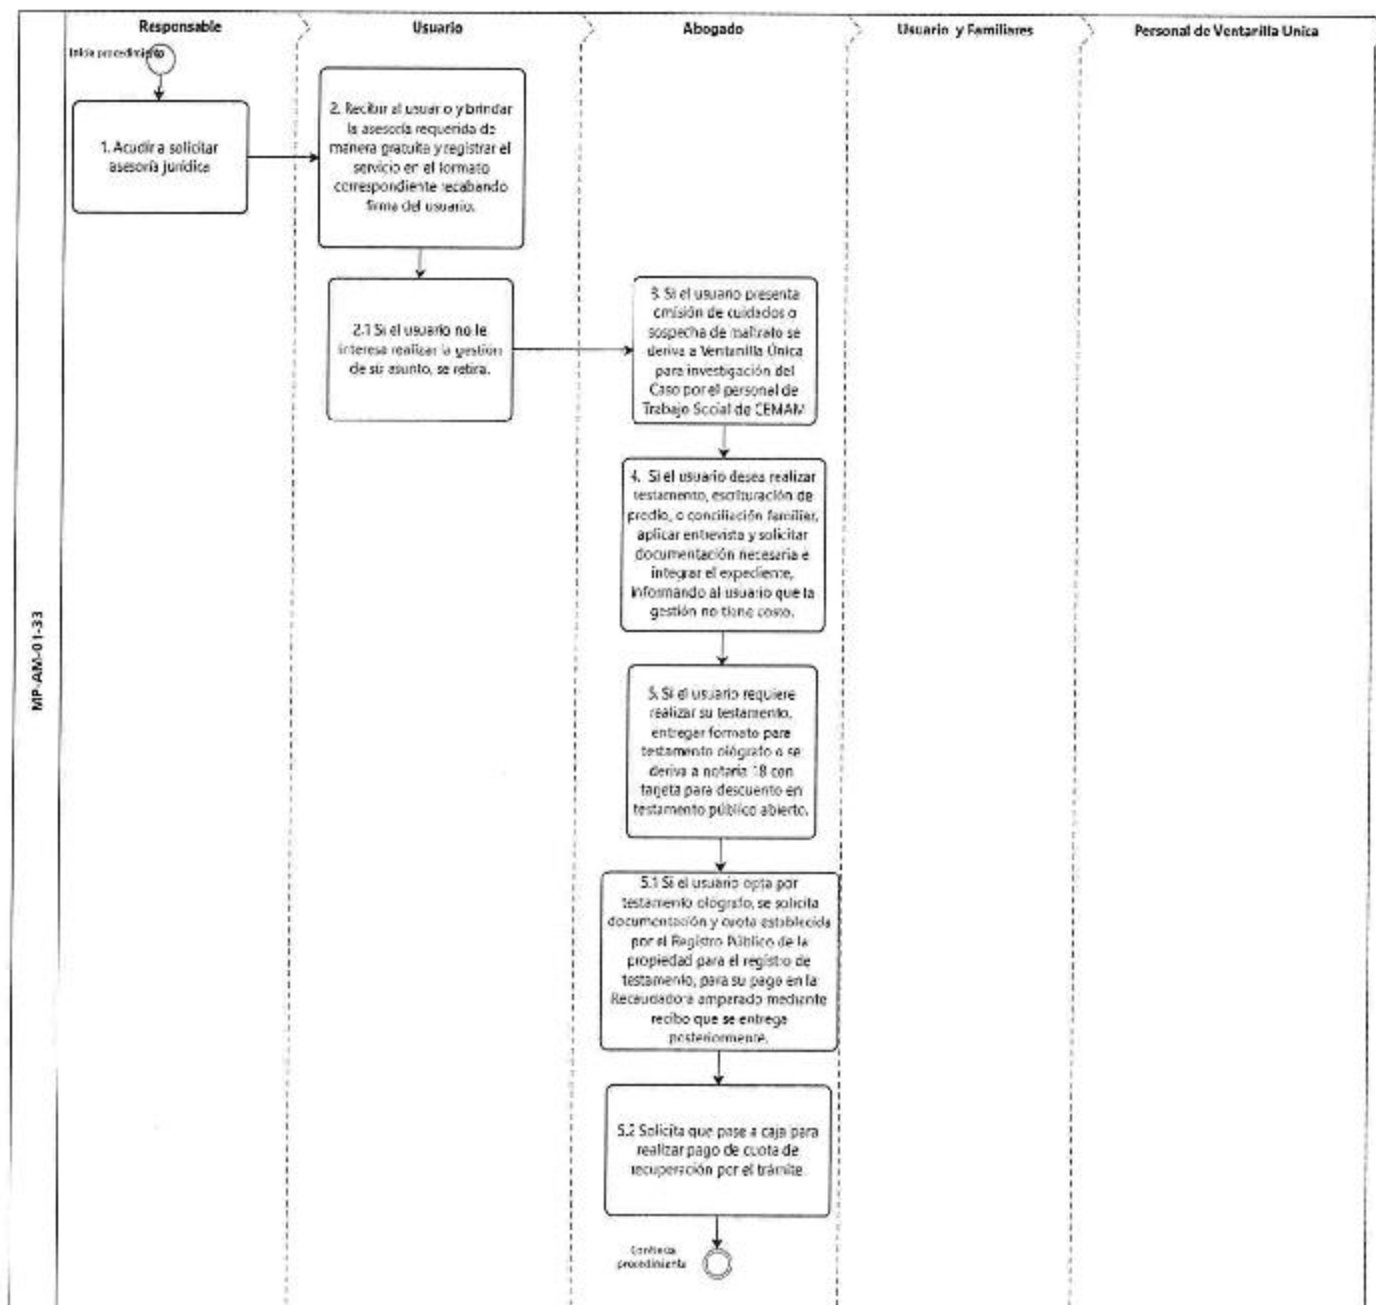 Responsable
Usuario
Abogado
Usuario y Familiares
Personal de Ventanilla Unica
MP-AM-01-33
Inicia procedimiento
1. Acudir a solicitar
asesoría jurídica
2. Recibir al usuario y brindar
la asesoría requerida de
manera gratuita y registrar el
servicio en el formato
correspondiente recabando
firma del usuario.
2.1 Si el usuario no le
interesa realizar la gestión
de su asunto, se retira.
3. Si el usuario presenta
omisión de cuidados o
sospecha de maltrato se
deriva a Ventanilla Única
para investigación del
Caso por el personal de
Trabajo Social de CEMAM
4. Si el usuario desea realizar
testamento, escrituración de
predio, o conciliación familiar,
aplicar entrevista y solicitar
documentación necesaria e
integrar el expediente,
informando al usuario que la
gestión no tiene costo.
5. Si el usuario requiere
realizar su testamento,
entregar formato para
testamento ológrafo o se
deriva a notaria 18 con
tarjeta para descuento en
testamento público abierto.
5.1 Si el usuario opta por
testamento ológrafo, se solicita
documentación y cuota establecida
por el Registro Público de la
propiedad para el registro de
testamento, para su pago en la
Recaudadora amparado mediante
recibo que se entrega
posteriormente.
5.2 Solicita que pase a caja para
realizar pago de cuota de
recuperación por el trámite
Continúa
procedimiento